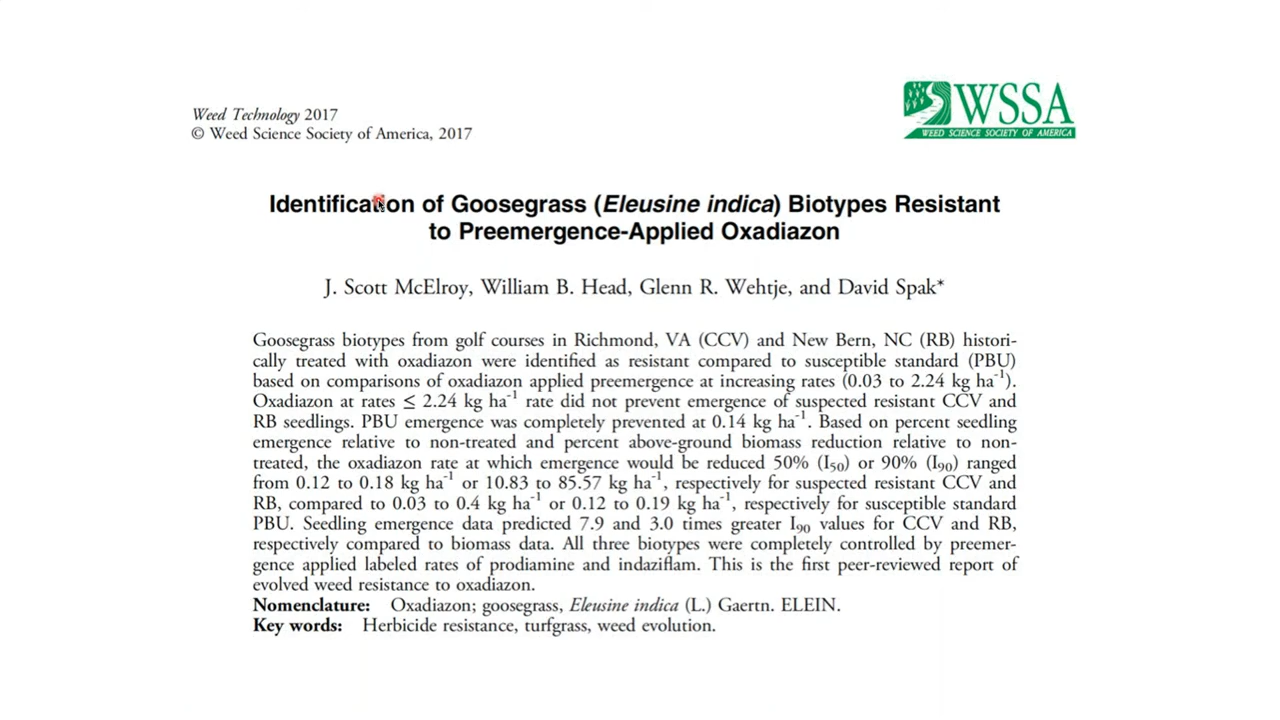 Weed Technology 2017
© Weed Science Society of America, 2017
WSSA
WEED SCIENCE SOCIETY OF AMERICA
Identification of Goosegrass (Eleusine indica) Biotypes Resistant
to Preemergence-Applied Oxadiazon
J. Scott McElroy, William B. Head, Glenn R. Wehtje, and David Spak*
Goosegrass biotypes from golf courses in Richmond, VA (CCV) and New Bern, NC (RB) histori-
cally treated with oxadiazon were identified as resistant compared to susceptible standard (PBU)
based on comparisons of oxadiazon applied preemergence at increasing rates (0.03 to 2.24 kg ha⁻¹).
Oxadiazon at rates ≤ 2.24 kg ha⁻¹ rate did not prevent emergence of suspected resistant CCV and
RB seedlings. PBU emergence was completely prevented at 0.14 kg ha⁻¹. Based on percent seedling
emergence relative to non-treated and percent above-ground biomass reduction relative to non-
treated, the oxadiazon rate at which emergence would be reduced 50% (I₅₀) or 90% (I₉₀) ranged
from 0.12 to 0.18 kg ha⁻¹ or 10.83 to 85.57 kg ha⁻¹, respectively for suspected resistant CCV and
RB, compared to 0.03 to 0.4 kg ha⁻¹ or 0.12 to 0.19 kg ha⁻¹, respectively for susceptible standard
PBU. Seedling emergence data predicted 7.9 and 3.0 times greater I₉₀ values for CCV and RB,
respectively compared to biomass data. All three biotypes were completely controlled by preemer-
gence applied labeled rates of prodiamine and indaziflam. This is the first peer-reviewed report of
evolved weed resistance to oxadiazon.
Nomenclature: Oxadiazon; goosegrass, Eleusine indica (L.) Gaertn. ELEIN.
Key words: Herbicide resistance, turfgrass, weed evolution.